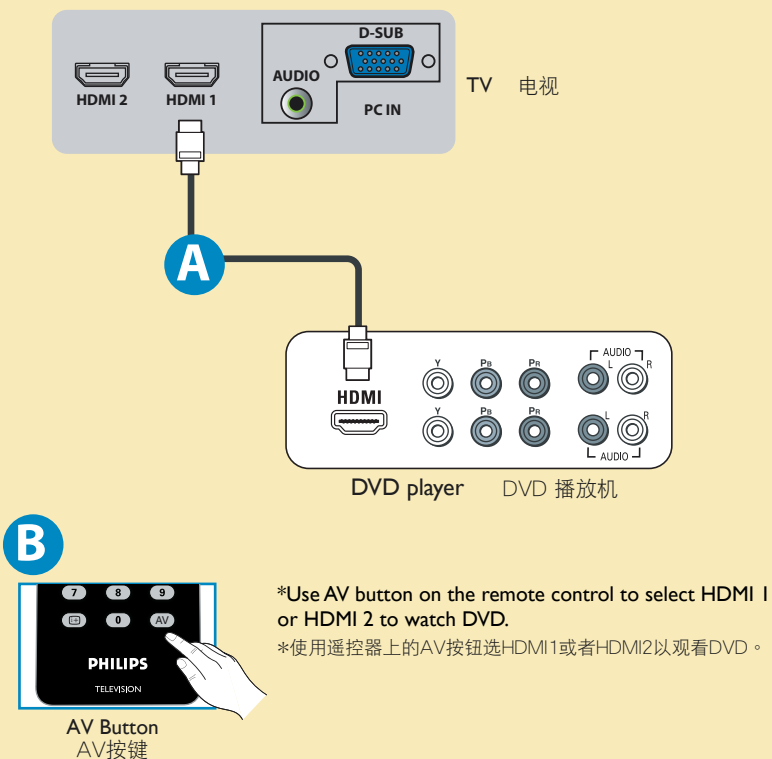 D-SUB
AUDIO
HDMI 2
HDMI 1
PC IN
TV 电视
A
AUDIO
L R
Y PB PR
HDMI
Y PB PR
L R
AUDIO
DVD player DVD 播放机
B
7 8 9
0 AV
PHILIPS
TELEVISION
AV Button
AV按键
*Use AV button on the remote control to select HDMI 1
or HDMI 2 to watch DVD.
*使用遥控器上的AV按钮选HDMI1或者HDMI2以观看DVD。